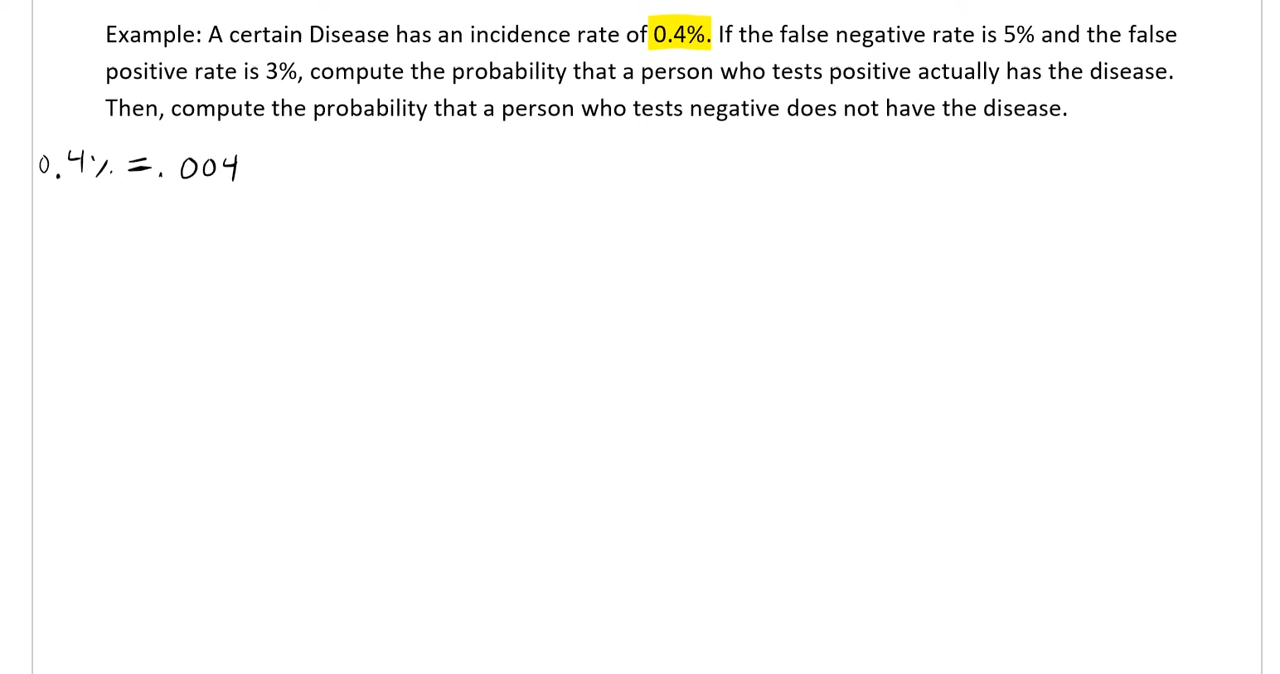 Example: A certain Disease has an incidence rate of 0.4%. If the false negative rate is 5% and the false
positive rate is 3%, compute the probability that a person who tests positive actually has the disease.
Then, compute the probability that a person who tests negative does not have the disease.
0.4% = .004